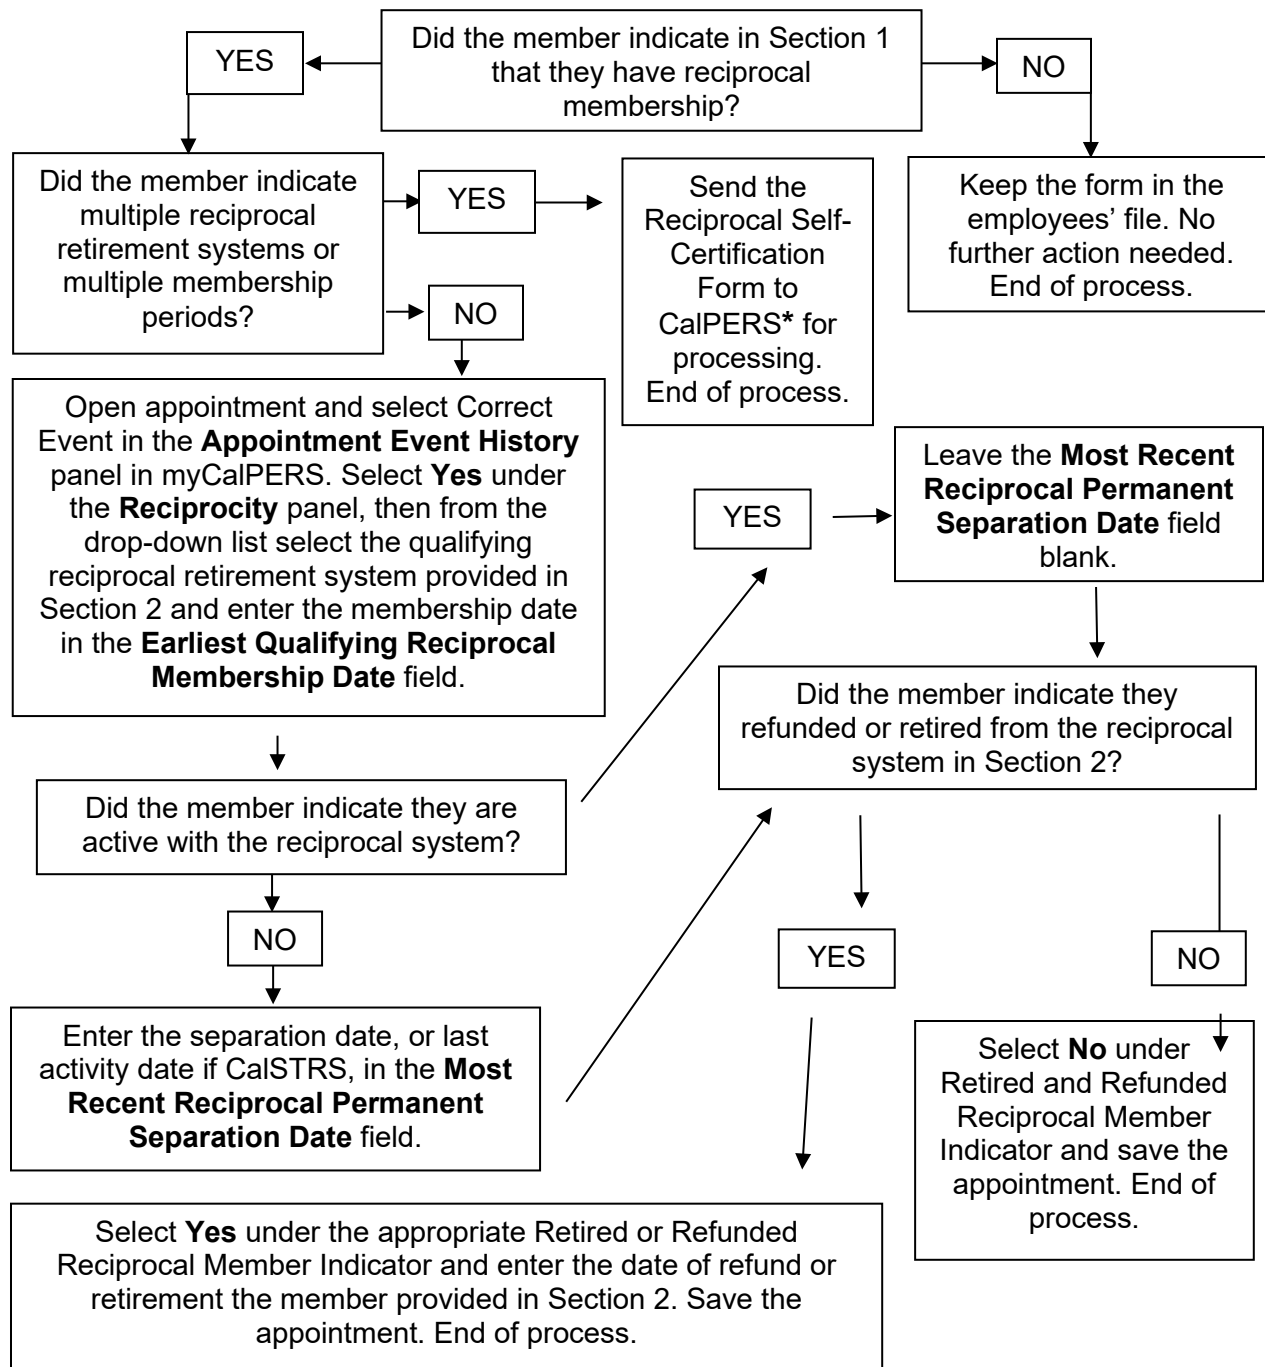 Did the member indicate in Section 1
that they have reciprocal
membership?
YES
NO
Did the member indicate
multiple reciprocal
retirement systems or
multiple membership
periods?
YES
Send the
Reciprocal Self-
Certification
Form to
CalPERS* for
processing.
End of process.
Keep the form in the
employees’ file. No
further action needed.
End of process.
NO
Open appointment and select Correct
Event in the Appointment Event History
panel in myCalPERS. Select Yes under
the Reciprocity panel, then from the
drop-down list select the qualifying
reciprocal retirement system provided in
Section 2 and enter the membership date
in the Earliest Qualifying Reciprocal
Membership Date field.
Did the member indicate they are
active with the reciprocal system?
YES
Leave the Most Recent
Reciprocal Permanent
Separation Date field
blank.
NO
Enter the separation date, or last
activity date if CalSTRS, in the Most
Recent Reciprocal Permanent
Separation Date field.
Did the member indicate they
refunded or retired from the reciprocal
system in Section 2?
YES
NO
Select No under
Retired and Refunded
Reciprocal Member
Indicator and save the
appointment. End of
process.
Select Yes under the appropriate Retired or Refunded
Reciprocal Member Indicator and enter the date of refund or
retirement the member provided in Section 2. Save the
appointment. End of process.